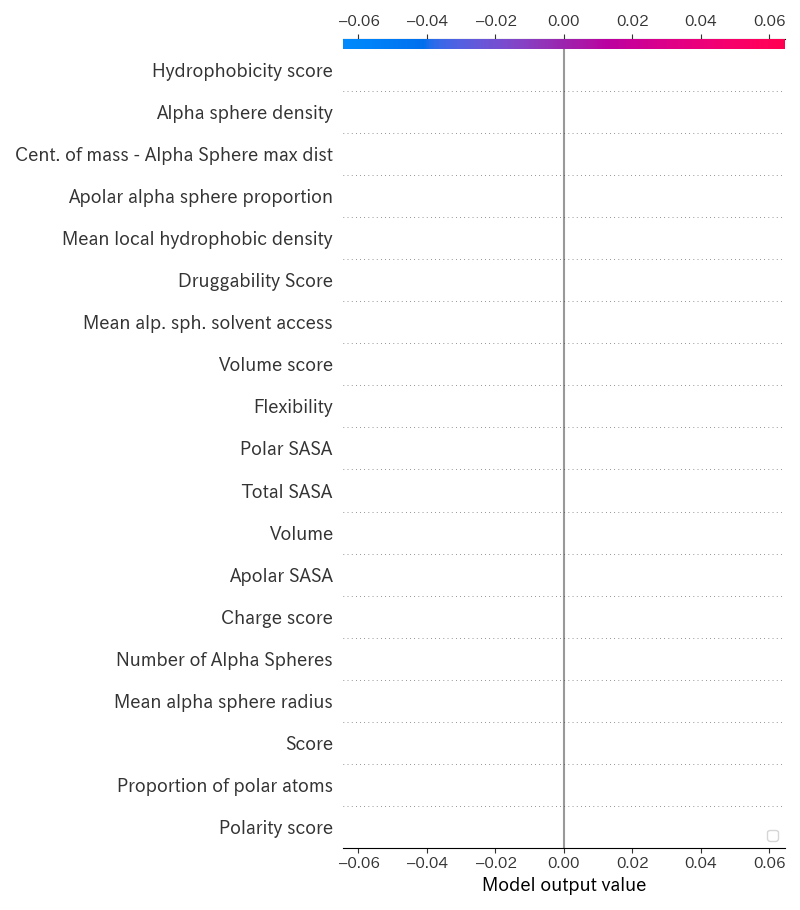 −0.06 −0.04 −0.02 0.00 0.02 0.04 0.06
Hydrophobicity score
Alpha sphere density
Cent. of mass - Alpha Sphere max dist
Apolar alpha sphere proportion
Mean local hydrophobic density
Druggability Score
Mean alp. sph. solvent access
Volume score
Flexibility
Polar SASA
Total SASA
Volume
Apolar SASA
Charge score
Number of Alpha Spheres
Mean alpha sphere radius
Score
Proportion of polar atoms
Polarity score
−0.06 −0.04 −0.02 0.00 0.02 0.04 0.06
Model output value